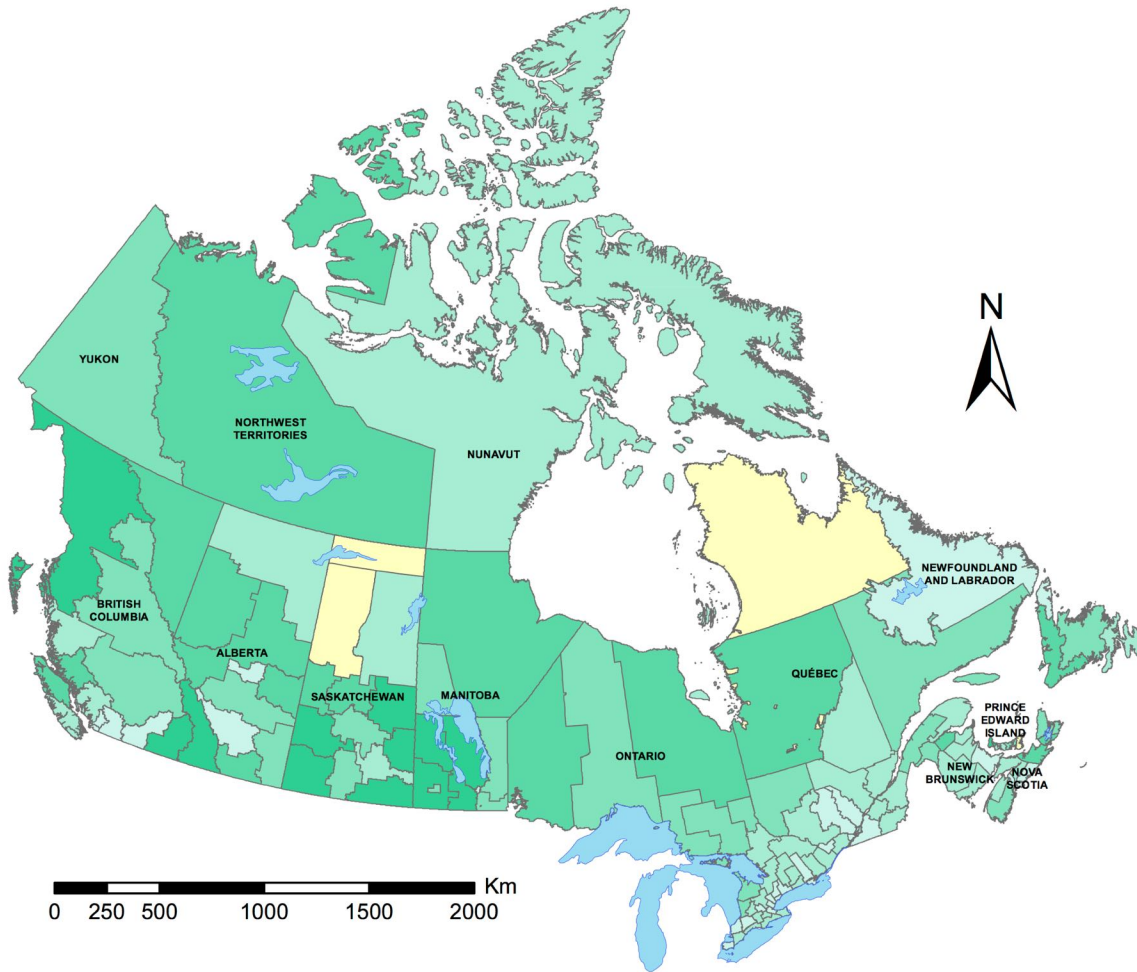 N
YUKON
NORTHWEST
TERRITORIES
NUNAVUT
NEWFOUNDLAND
AND LABRADOR
BRITISH
COLUMBIA
ALBERTA
SASKATCHEWAN
MANITOBA
QUÉBEC
ONTARIO
PRINCE
EDWARD
ISLAND
NEW
BRUNSWICK
NOVA
SCOTIA
Km
0 250 500 1000 1500 2000